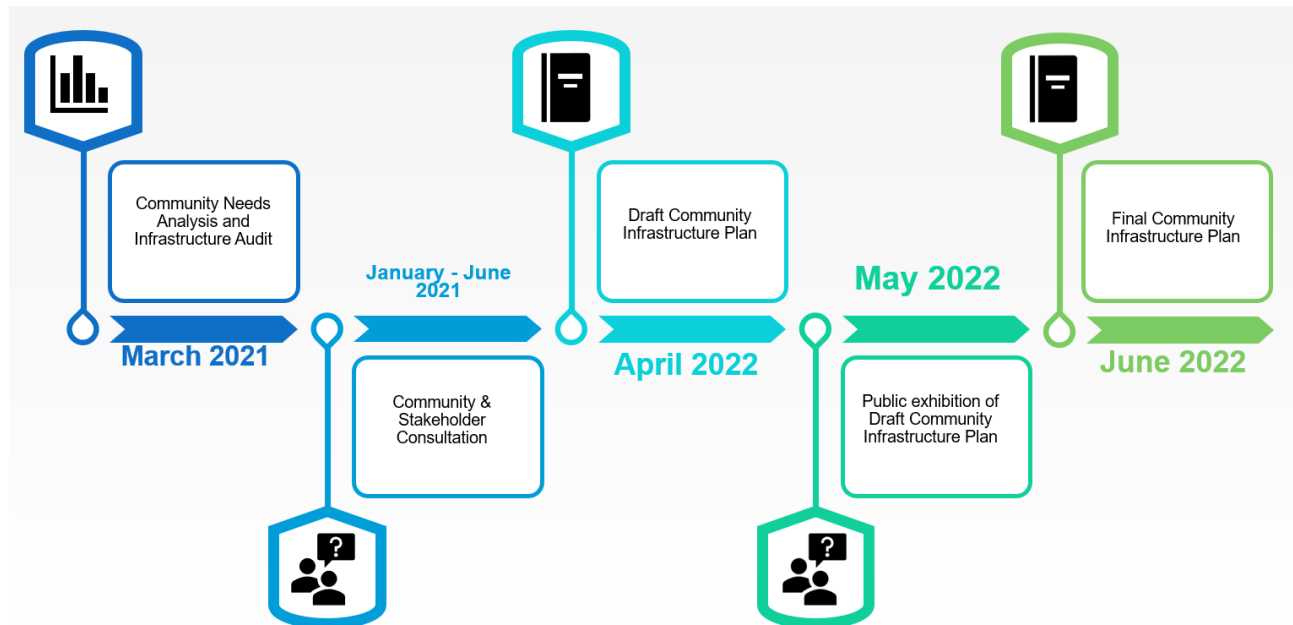 Community Needs
Analysis and
Infrastructure Audit
March 2021
January - June
2021
Community &
Stakeholder
Consultation
Draft Community
Infrastructure Plan
April 2022
May 2022
Public exhibition of
Draft Community
Infrastructure Plan
Final Community
Infrastructure Plan
June 2022
?
?